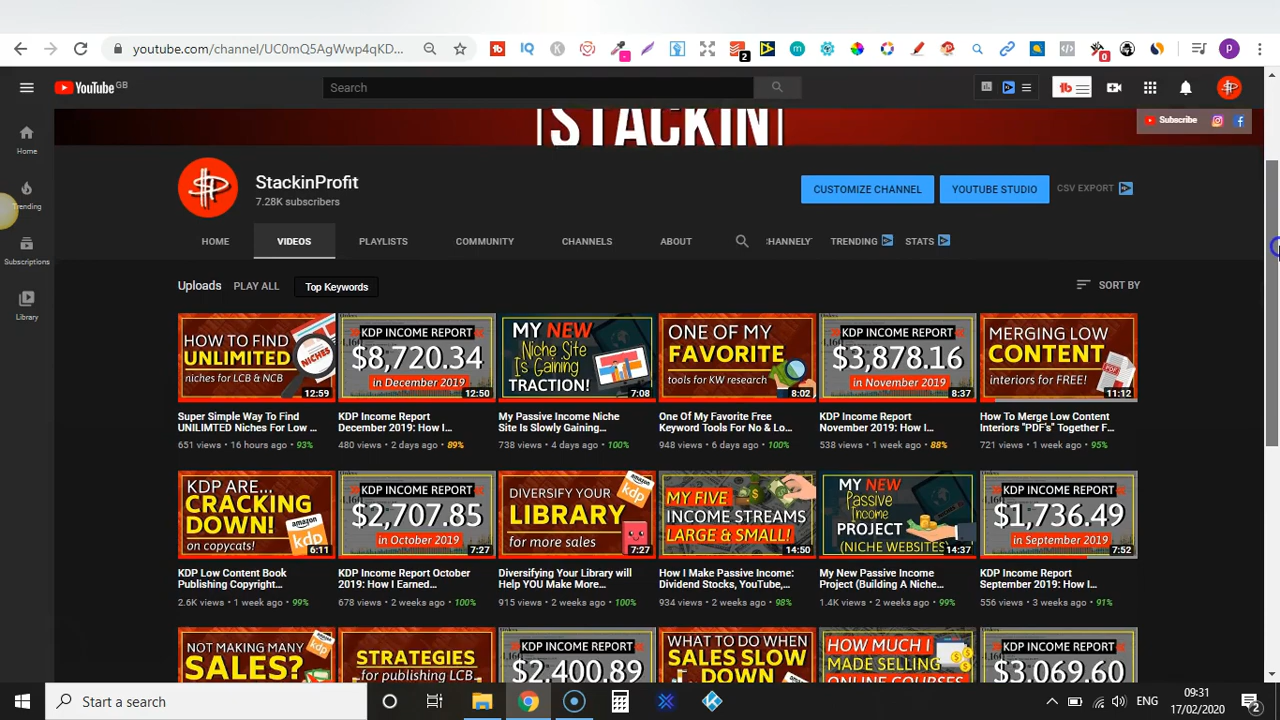 youtube.com/channel/UC0mQ5AgWwp4qKD...
2
0
p
YouTube GB
Search
[STACKIN]
Subscribe
Home
Trending
Subscriptions
Library
StackinProfit
7.28K subscribers
CUSTOMIZE CHANNEL
YOUTUBE STUDIO
CSV EXPORT
HOME
VIDEOS
PLAYLISTS
COMMUNITY
CHANNELS
ABOUT
:HANNELY
TRENDING
STATS
Uploads
PLAY ALL
Top Keywords
SORT BY
HOW TO FIND
UNLIMITED
niches for LCB & NCB
NICHES
12:59
KDP INCOME REPORT
$8,720.34
in December 2019
12:50
MY NEW
Niche Site
Is Gaining
TRACTION!
7:08
ONE OF MY
FAVORITE
tools for KW research
8:02
KDP INCOME REPORT
$3,878.16
in November 2019
8:37
MERGING LOW
CONTENT
interiors for FREE!
PDF
11:12
Super Simple Way To Find
UNLIMTED Niches For Low ...
651 views • 16 hours ago • 93%
KDP Income Report
December 2019: How I...
480 views • 2 days ago • 89%
My Passive Income Niche
Site Is Slowly Gaining...
738 views • 4 days ago • 100%
One Of My Favorite Free
Keyword Tools For No & Lo...
948 views • 6 days ago • 100%
KDP Income Report
November 2019: How I...
538 views • 1 week ago • 88%
How To Merge Low Content
Interiors "PDF's" Together F...
721 views • 1 week ago • 95%
KDP ARE...
CRACKING
DOWN!
on copycats!
amazon
kdp
6:11
KDP INCOME REPORT
$2,707.85
in October 2019
7:27
DIVERSIFY YOUR
LIBRARY
for more sales
amazon
kdp
7:27
MY FIVE
INCOME STREAMS
LARGE & SMALL!
14:50
MY NEW
Passive
Income
PROJECT
(NICHE WEBSITES)
14:37
KDP INCOME REPORT
$1,736.49
in September 2019
7:52
KDP Low Content Book
Publishing Copyright...
2.6K views • 1 week ago • 99%
KDP Income Report October
2019: How I Earned...
678 views • 2 weeks ago • 100%
Diversifying Your Library will
Help YOU Make More...
915 views • 2 weeks ago • 100%
How I Make Passive Income:
Dividend Stocks, YouTube,...
934 views • 2 weeks ago • 98%
My New Passive Income
Project (Building A Niche...
1.4K views • 2 weeks ago • 99%
KDP Income Report
September 2019: How I...
556 views • 3 weeks ago • 91%
NOT MAKING MANY
SALES?
kdp
STRATEGIES
for publishing LCB
KDP INCOME REPORT
$2,400.89
WHAT TO DO WHEN
SALES SLOW
DOWN
HOW MUCH I
MADE SELLING
ONLINE COURSES
KDP INCOME REPORT
$3,069.60
Start a search
ENG
09:31
17/02/2020
2